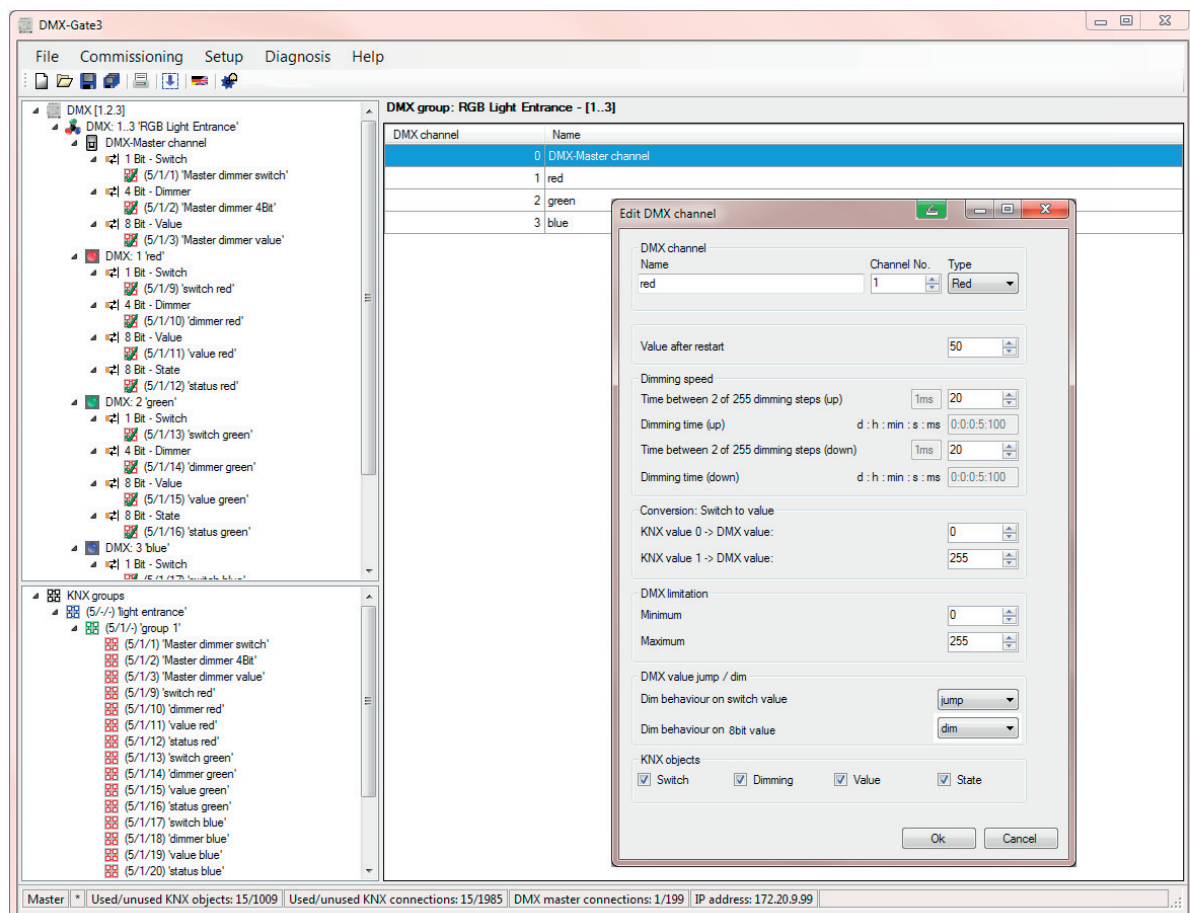 DMX-Gate3
File Commissioning Setup Diagnosis Help
DMX [1.2.3]
DMX: 1..3 'RGB Light Entrance'
DMX-Master channel
1 Bit - Switch
(5/1/1) 'Master dimmer switch'
4 Bit - Dimmer
(5/1/2) 'Master dimmer 4Bit'
8 Bit - Value
(5/1/3) 'Master dimmer value'
DMX: 1 'red'
1 Bit - Switch
(5/1/9) 'switch red'
4 Bit - Dimmer
(5/1/10) 'dimmer red'
8 Bit - Value
(5/1/11) 'value red'
8 Bit - State
(5/1/12) 'status red'
DMX: 2 'green'
1 Bit - Switch
(5/1/13) 'switch green'
4 Bit - Dimmer
(5/1/14) 'dimmer green'
8 Bit - Value
(5/1/15) 'value green'
8 Bit - State
(5/1/16) 'status green'
DMX: 3 'blue'
1 Bit - Switch
(5/1/17) 'switch blue'
KNX groups
(5/-/-) 'light entrance'
(5/1/-) 'group 1'
(5/1/1) 'Master dimmer switch'
(5/1/2) 'Master dimmer 4Bit'
(5/1/3) 'Master dimmer value'
(5/1/9) 'switch red'
(5/1/10) 'dimmer red'
(5/1/11) 'value red'
(5/1/12) 'status red'
(5/1/13) 'switch green'
(5/1/14) 'dimmer green'
(5/1/15) 'value green'
(5/1/16) 'status green'
(5/1/17) 'switch blue'
(5/1/18) 'dimmer blue'
(5/1/19) 'value blue'
(5/1/20) 'status blue'
DMX group: RGB Light Entrance - [1..3]
DMX channel Name
0 DMX-Master channel
1 red
2 green
3 blue
Edit DMX channel
DMX channel
Name Channel No. Type
red 1 Red
Value after restart 50
Dimming speed
Time between 2 of 255 dimming steps (up) 1ms 20
Dimming time (up) d : h : min : s : ms 0:0:0:5:100
Time between 2 of 255 dimming steps (down) 1ms 20
Dimming time (down) d : h : min : s : ms 0:0:0:5:100
Conversion: Switch to value
KNX value 0 -> DMX value: 0
KNX value 1 -> DMX value: 255
DMX limitation
Minimum 0
Maximum 255
DMX value jump / dim
Dim behaviour on switch value jump
Dim behaviour on 8bit value dim
KNX objects
Switch Dimming Value State
Ok Cancel
Master * Used/unused KNX objects: 15/1009 Used/unused KNX connections: 15/1985 DMX master connections: 1/199 IP address: 172.20.9.99